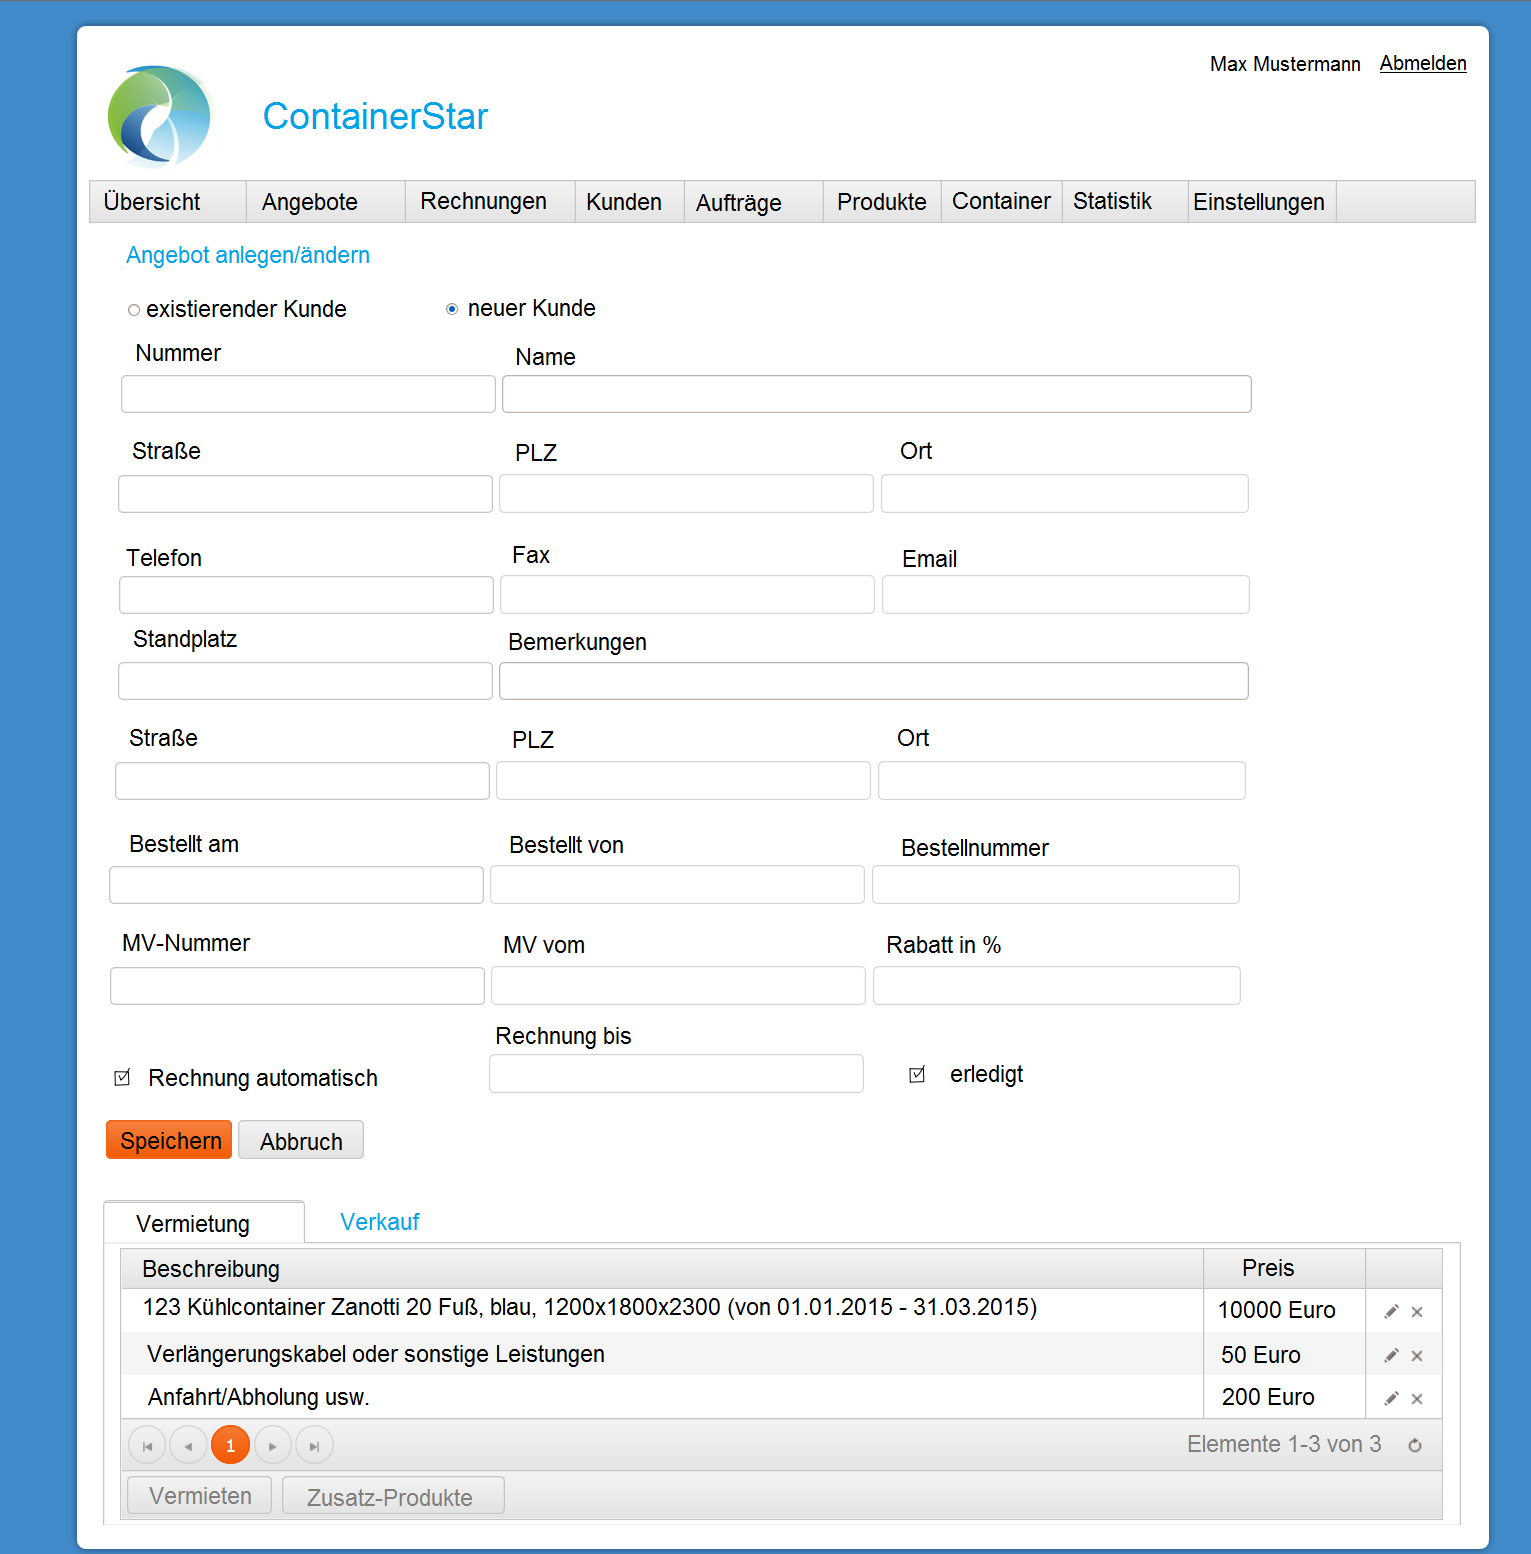 Max Mustermann Abmelden
ContainerStar
Übersicht Angebote Rechnungen Kunden Aufträge Produkte Container Statistik Einstellungen
Angebot anlegen/ändern
existierender Kunde neuer Kunde
Nummer Name
Straße PLZ Ort
Telefon Fax Email
Standplatz Bemerkungen
Straße PLZ Ort
Bestellt am Bestellt von Bestellnummer
MV-Nummer MV vom Rabatt in %
Rechnung bis
Rechnung automatisch erledigt
Speichern Abbruch
Vermietung Verkauf
Beschreibung Preis
123 Kühlcontainer Zanotti 20 Fuß, blau, 1200x1800x2300 (von 01.01.2015 - 31.03.2015) 10000 Euro
Verlängerungskabel oder sonstige Leistungen 50 Euro
Anfahrt/Abholung usw. 200 Euro
1 Elemente 1-3 von 3
Vermieten Zusatz-Produkte